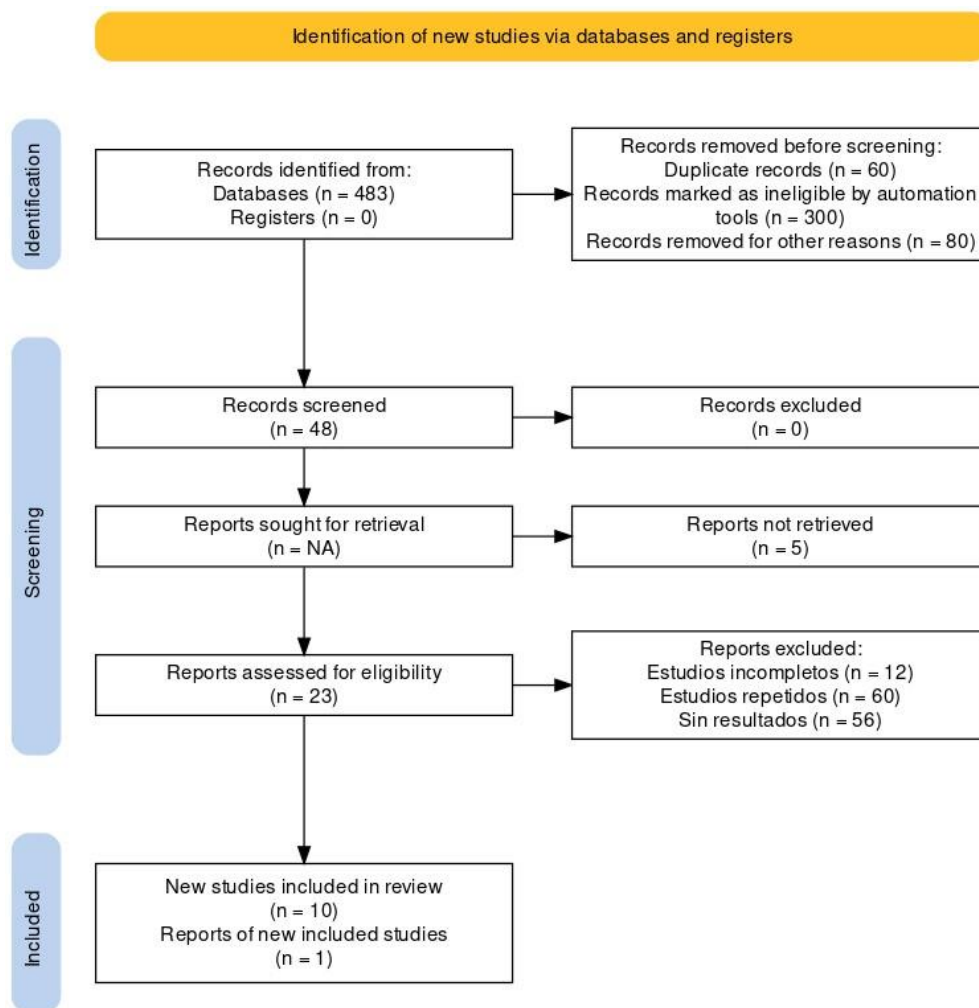 Identification of new studies via databases and registers
Identification
Records identified from:
Databases (n = 483)
Registers (n = 0)
Records removed before screening:
Duplicate records (n = 60)
Records marked as ineligible by automation
tools (n = 300)
Records removed for other reasons (n = 80)
Screening
Records screened
(n = 48)
Records excluded
(n = 0)
Reports sought for retrieval
(n = NA)
Reports not retrieved
(n = 5)
Reports assessed for eligibility
(n = 23)
Reports excluded:
Estudios incompletos (n = 12)
Estudios repetidos (n = 60)
Sin resultados (n = 56)
Included
New studies included in review
(n = 10)
Reports of new included studies
(n = 1)